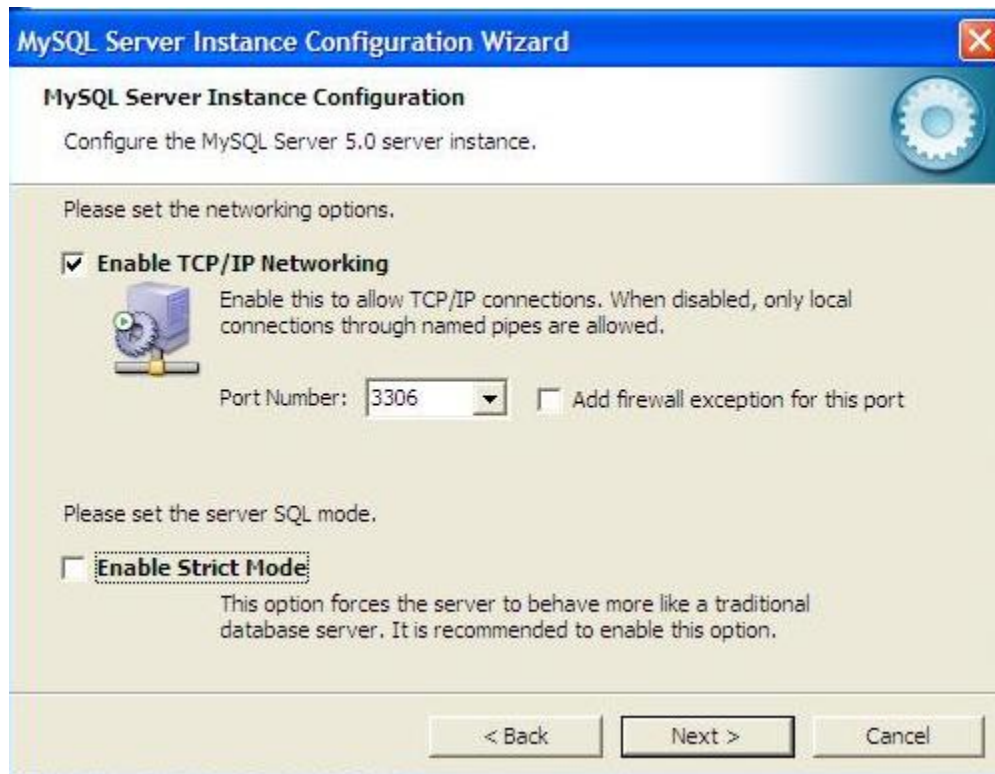 MySQL Server Instance Configuration Wizard
MySQL Server Instance Configuration
Configure the MySQL Server 5.0 server instance.
Please set the networking options.
Enable TCP/IP Networking
Enable this to allow TCP/IP connections. When disabled, only local
connections through named pipes are allowed.
Port Number: 3306 Add firewall exception for this port
Please set the server SQL mode.
Enable Strict Mode
This option forces the server to behave more like a traditional
database server. It is recommended to enable this option.
< Back Next > Cancel